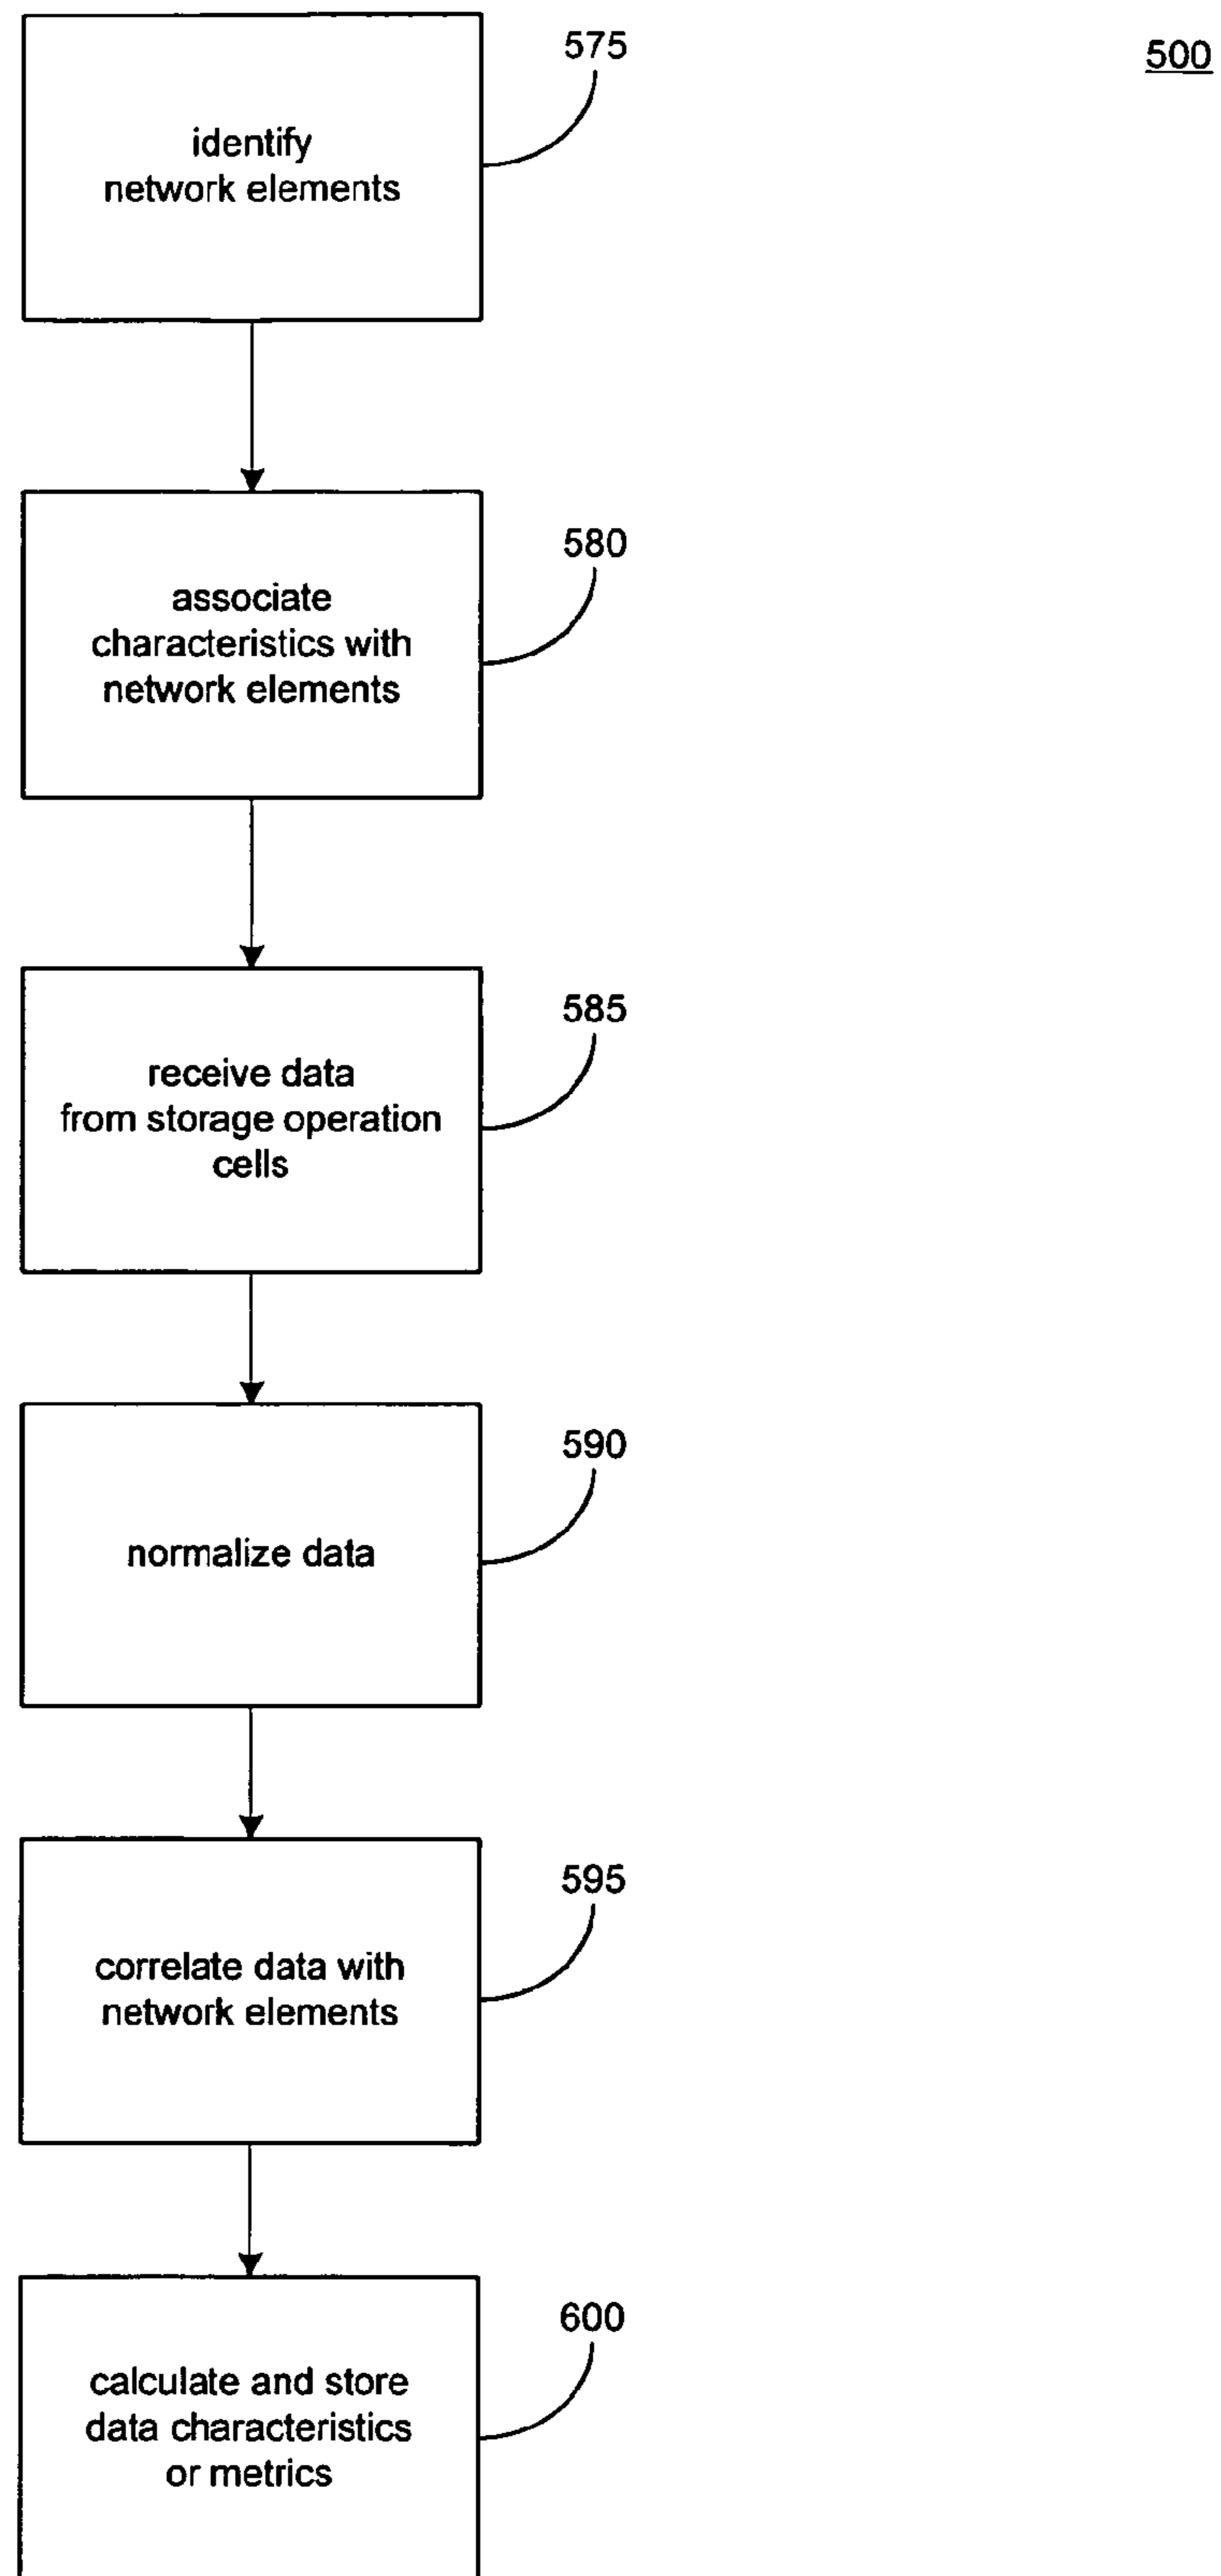 575
500
identify
network elements
580
associate
characteristics with
network elements
585
receive data
from storage operation
cells
590
normalize data
595
correlate data with
network elements
600
calculate and store
data characteristics
or metrics